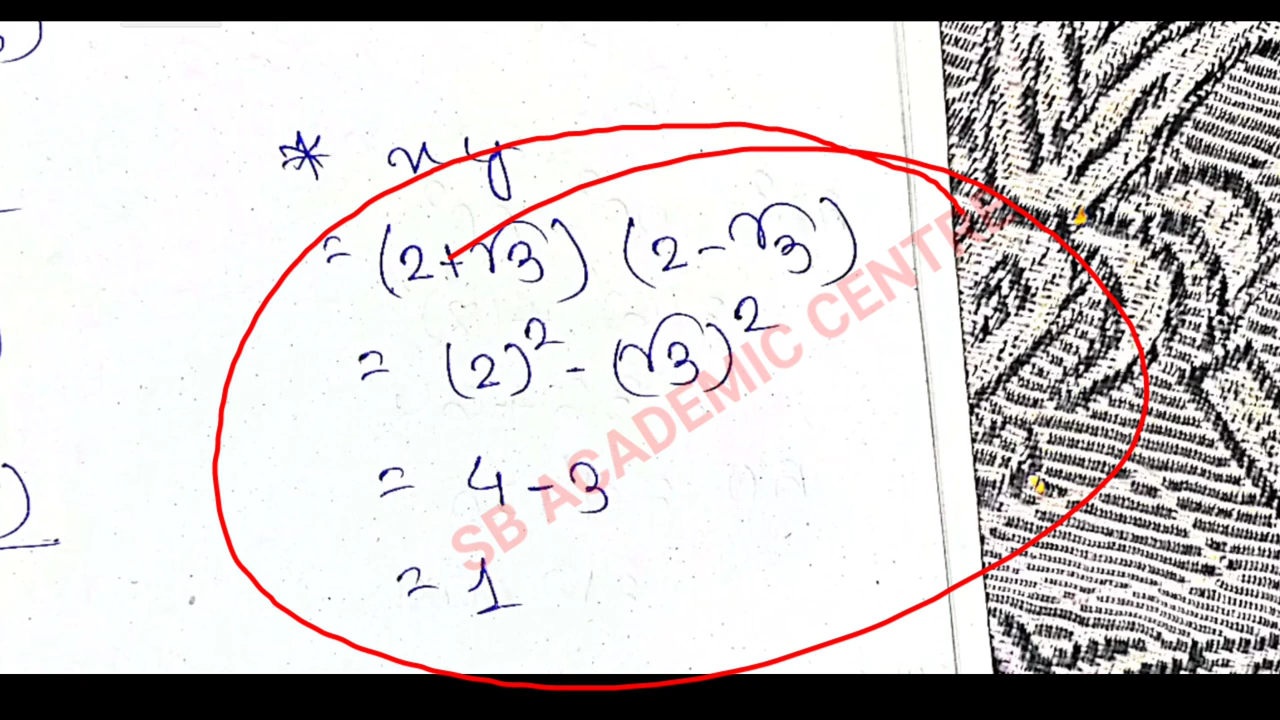 * xy
= (2+√3) (2-√3)
= (2)² - (√3)²
= 4-3
= 1
SB ACADEMIC CENTRE